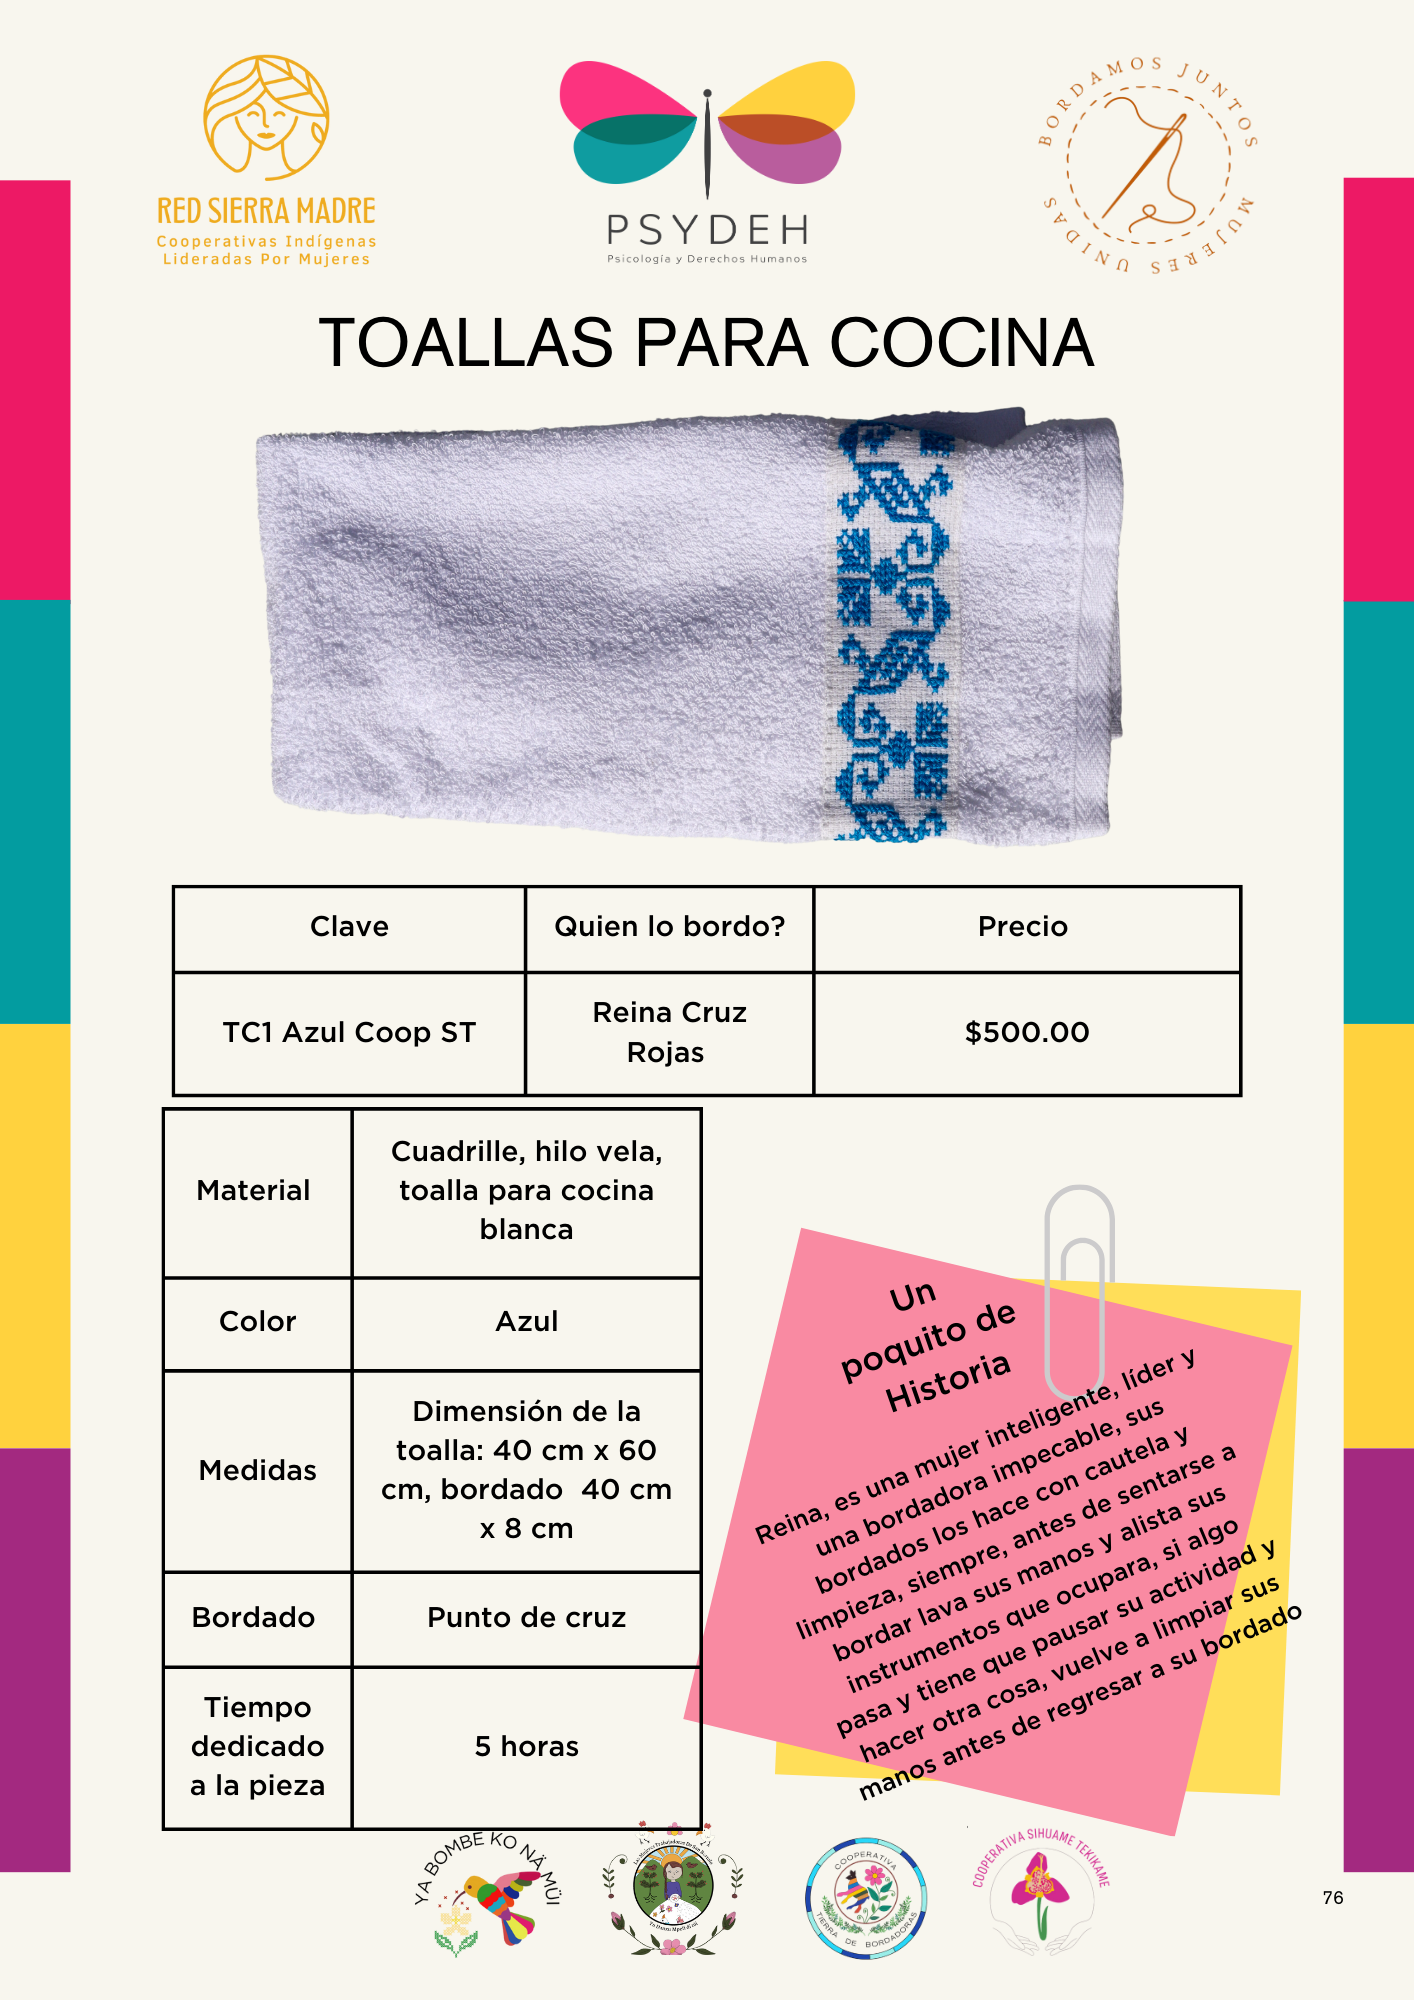 RED SIERRA MADRE
Cooperativas Indígenas
Lideradas Por Mujeres
PSYDEH
Psicología y Derechos Humanos
BORDAMOS JUNTOS
MUJERES UNIDAS
TOALLAS PARA COCINA
Clave
Quien lo bordo?
Precio
TC1 Azul Coop ST
Reina Cruz
Rojas
$500.00
Material
Cuadrille, hilo vela,
toalla para cocina
blanca
Color
Azul
Medidas
Dimensión de la
toalla: 40 cm x 60
cm, bordado  40 cm
x 8 cm
Bordado
Punto de cruz
Tiempo
dedicado
a la pieza
5 horas
Un
poquito de
Historia
Reina, es una mujer inteligente, líder y
una bordadora impecable, sus
bordados los hace con cautela y
limpieza, siempre, antes de sentarse a
bordar lava sus manos y alista sus
instrumentos que ocupara, si algo
pasa y tiene que pausar su actividad y
hacer otra cosa, vuelve a limpiar sus
manos antes de regresar a su bordado
YA BOMBE KO NÄ MÜI
COOPERATIVA
TIERRA DE BORDADORAS
COOPERATIVA SIHUAME TEKIKAME
76